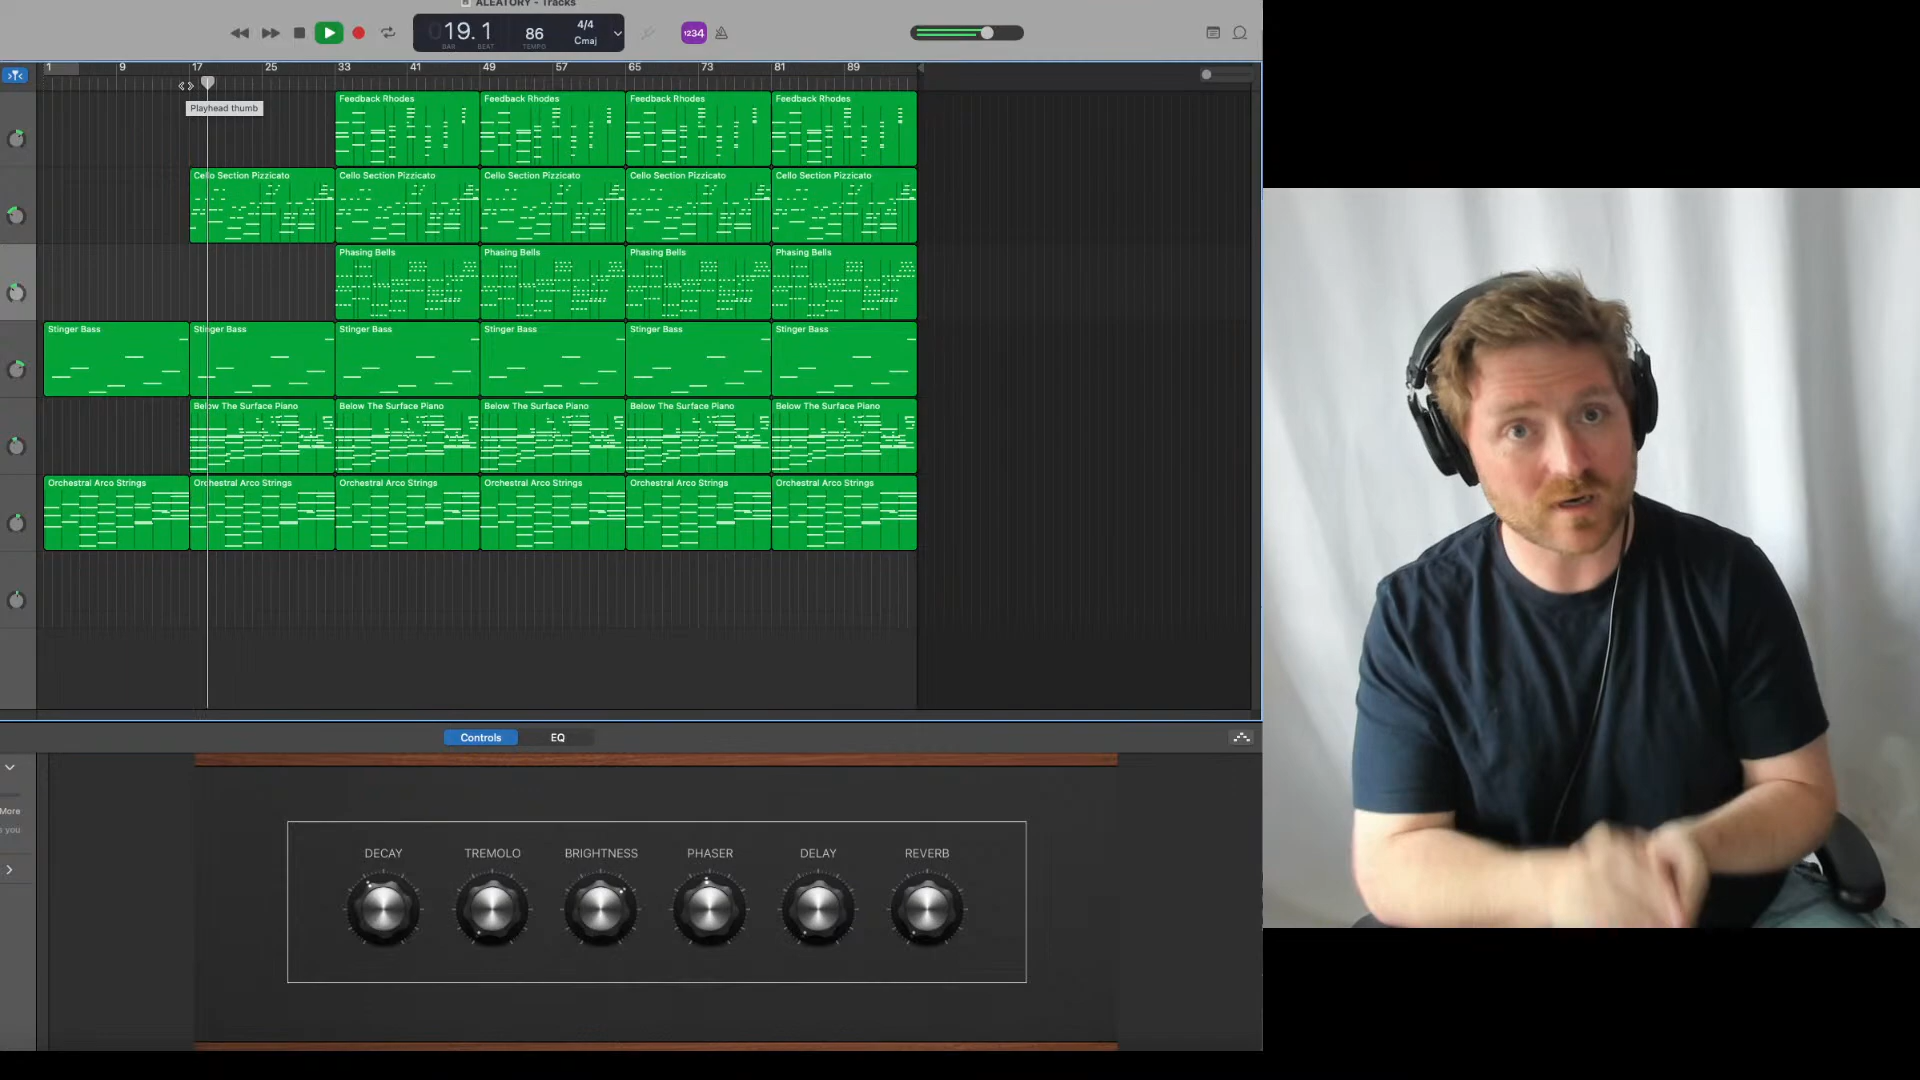 ALEATORY - Tracks
019.1
BAR BEAT
86
TEMPO
4/4
Cmaj
1234
1 9 17 25 33 41 49 57 65 73 81 89
Playhead thumb
Feedback Rhodes Feedback Rhodes Feedback Rhodes Feedback Rhodes
Cello Section Pizzicato Cello Section Pizzicato Cello Section Pizzicato Cello Section Pizzicato Cello Section Pizzicato
Phasing Bells Phasing Bells Phasing Bells Phasing Bells
Stinger Bass Stinger Bass Stinger Bass Stinger Bass Stinger Bass Stinger Bass
Below The Surface Piano Below The Surface Piano Below The Surface Piano Below The Surface Piano Below The Surface Piano
Orchestral Arco Strings Orchestral Arco Strings Orchestral Arco Strings Orchestral Arco Strings Orchestral Arco Strings Orchestral Arco Strings
Controls EQ
More
you
DECAY TREMOLO BRIGHTNESS PHASER DELAY REVERB